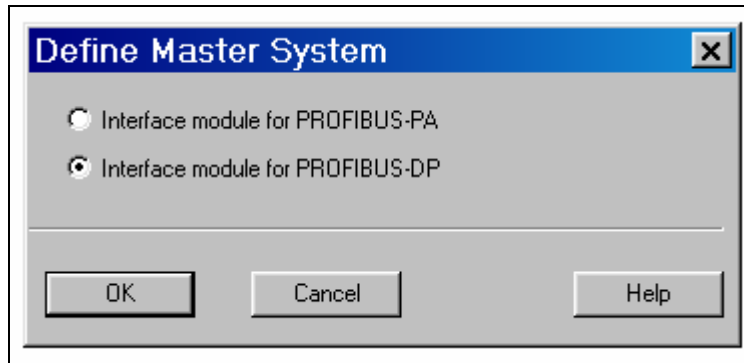 Define Master System
Interface module for PROFIBUS-PA
Interface module for PROFIBUS-DP
OK Cancel Help